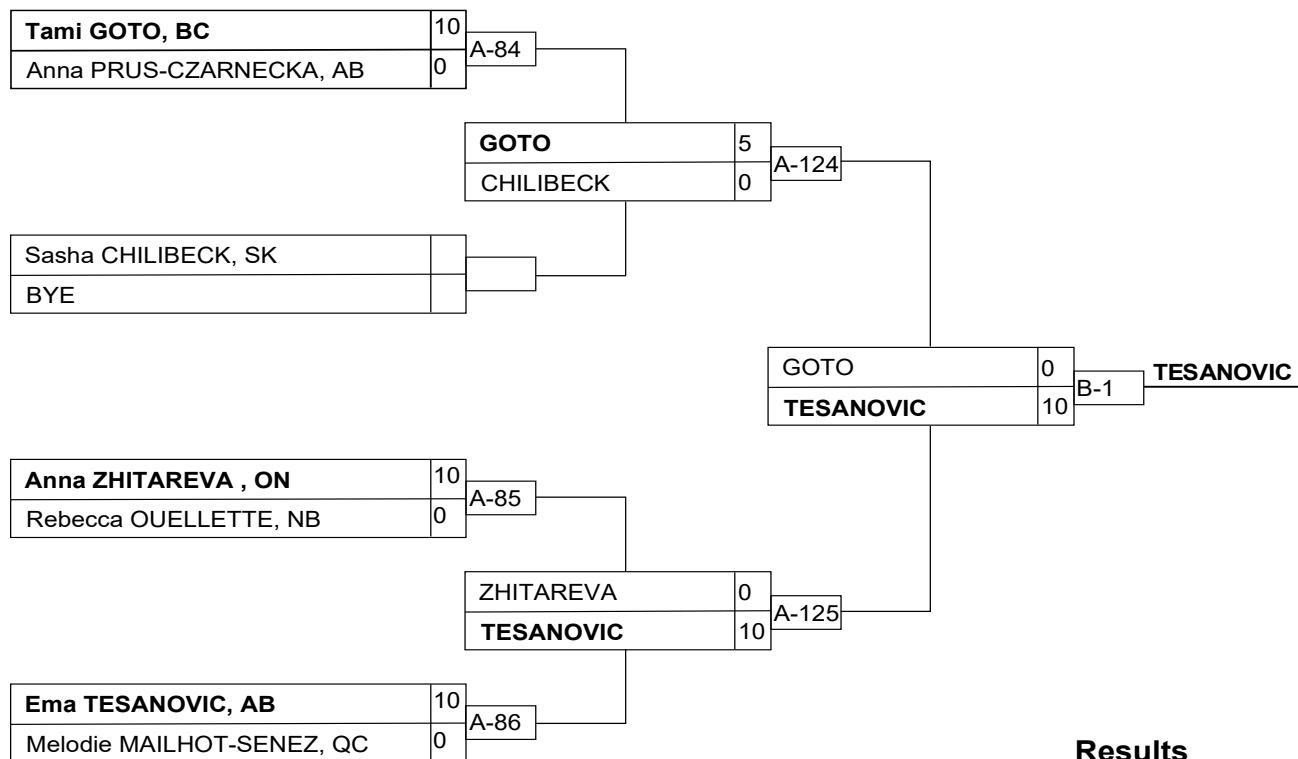 Tami GOTO, BC 10
A-84
Anna PRUS-CZARNECKA, AB 0
GOTO 5
A-124
CHILIBECK 0
Sasha CHILIBECK, SK
BYE
GOTO 0
B-1
TESANOVIC
TESANOVIC 10
Anna ZHITAREVA , ON 10
A-85
Rebecca OUELLETTE, NB 0
ZHITAREVA 0
A-125
TESANOVIC 10
Ema TESANOVIC, AB 10
A-86
Melodie MAILHOT-SENEZ, QC 0
Results